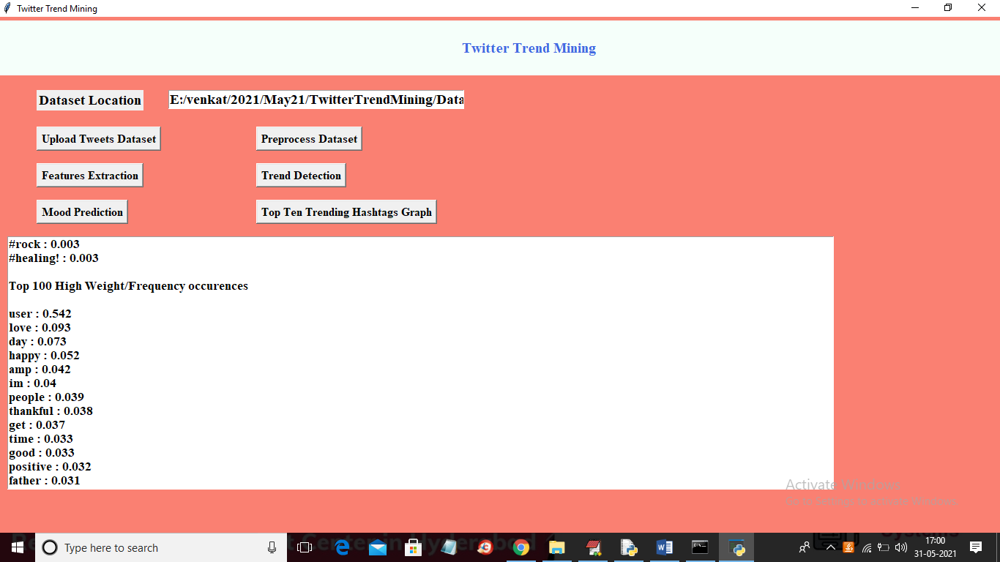 Twitter Trend Mining
Twitter Trend Mining
Dataset Location
E:/venkat/2021/May21/TwitterTrendMining/Data
Upload Tweets Dataset
Preprocess Dataset
Features Extraction
Trend Detection
Mood Prediction
Top Ten Trending Hashtags Graph
#rock : 0.003
#healing! : 0.003
Top 100 High Weight/Frequency occurences
user : 0.542
love : 0.093
day : 0.073
happy : 0.052
amp : 0.042
im : 0.04
people : 0.039
thankful : 0.038
get : 0.037
time : 0.033
good : 0.033
positive : 0.032
father : 0.031
Activate Windows
Go to Settings to activate Windows.
Type here to search
Center in Hyderabad
Systems
17:00
31-05-2021